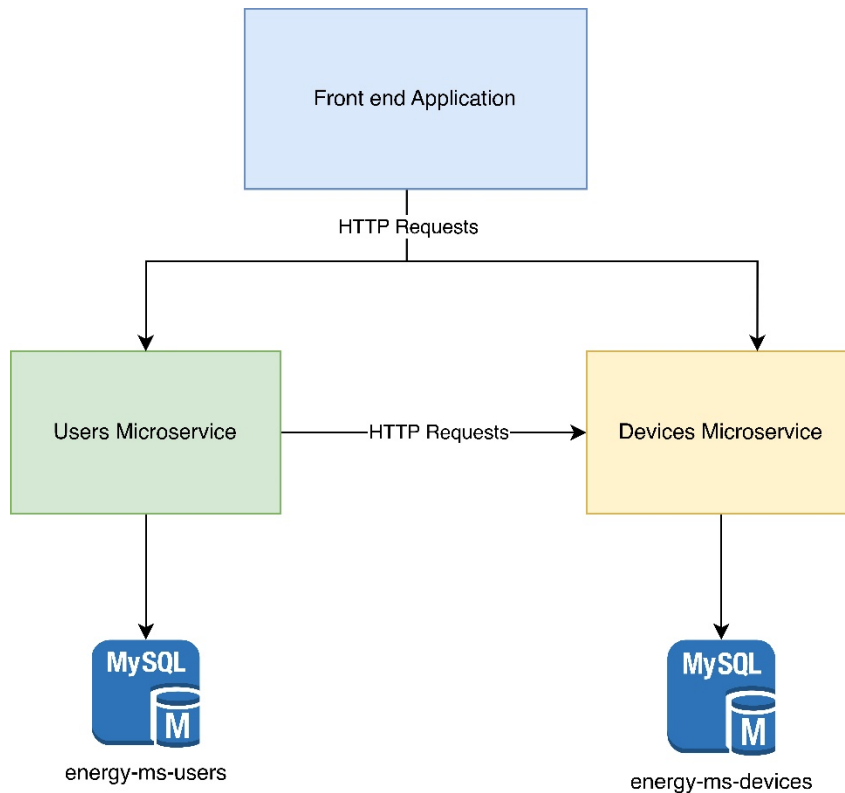 Front end Application
HTTP Requests
Users Microservice
HTTP Requests
Devices Microservice
MySQL
M
energy-ms-users
MySQL
M
energy-ms-devices